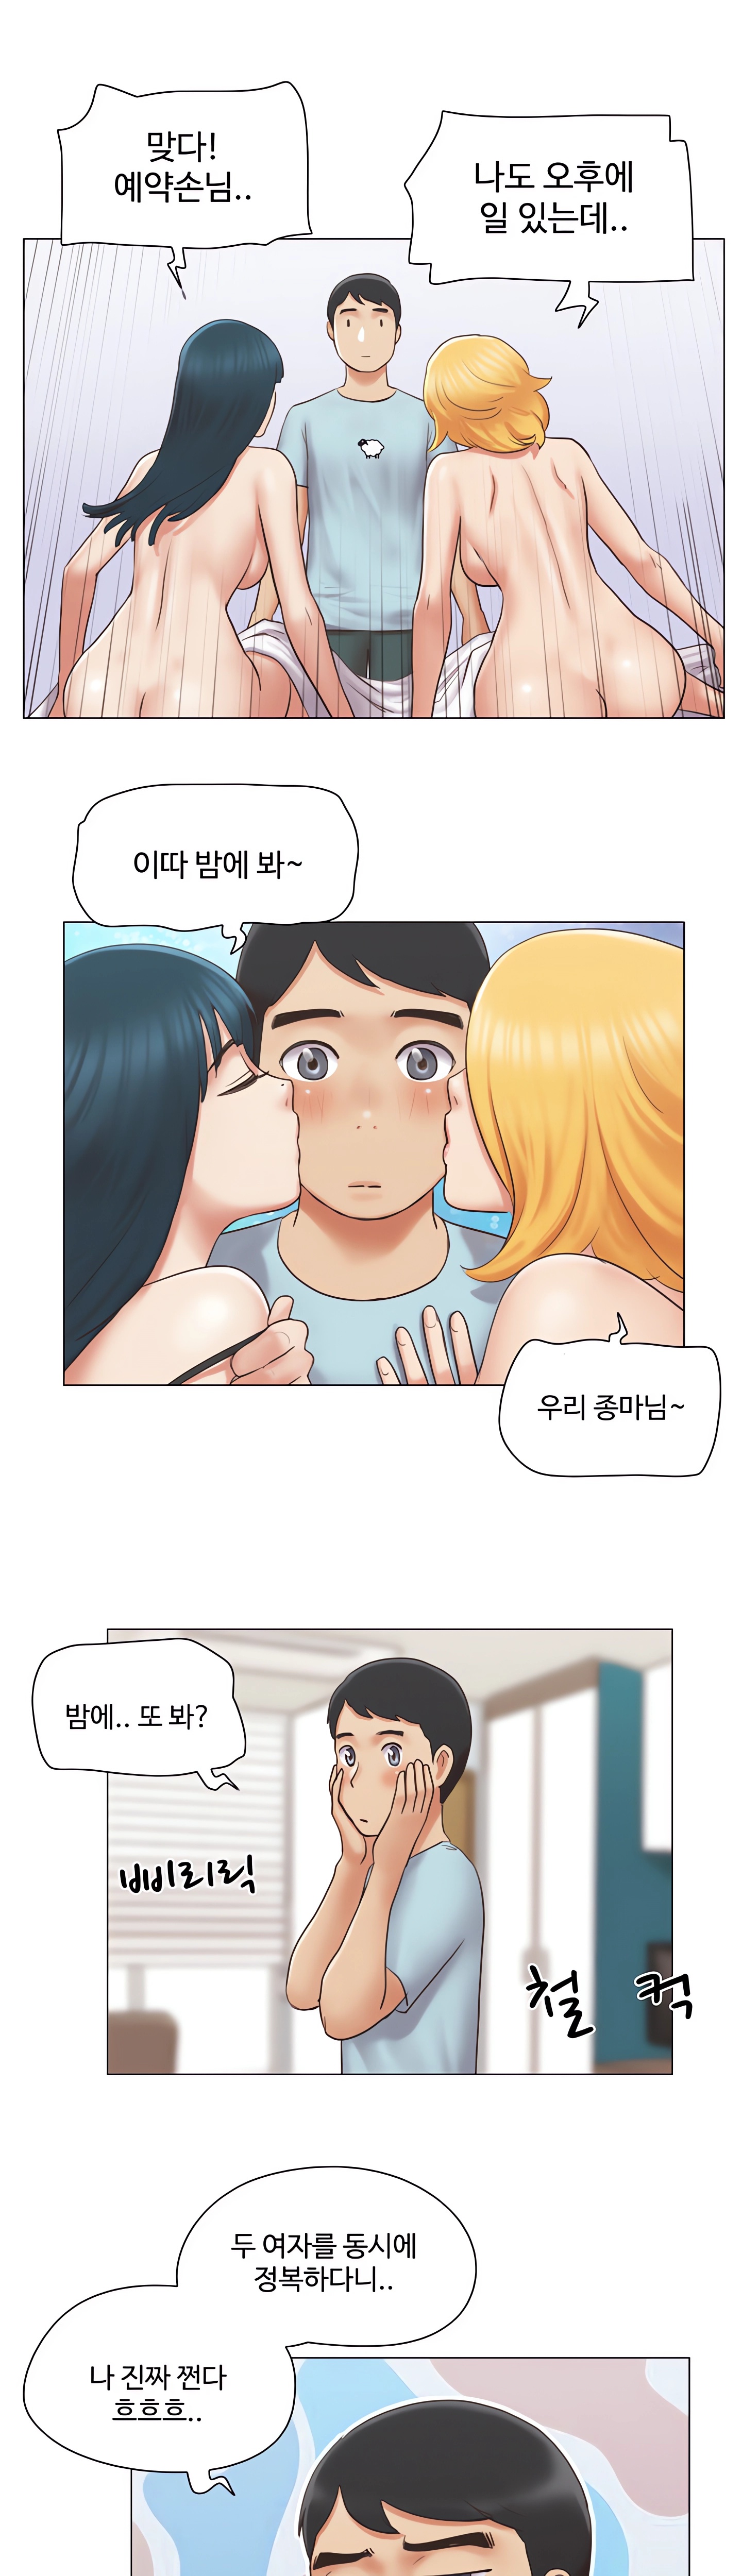 맞다!
예약손님..
나도 오후에
일 있는데..
이따 밤에 봐~
우리 종마님~
밤에.. 또 봐?
삐리릭
철 컥
두 여자를 동시에
정복하다니..
나 진짜 쩐다
흐흐흐..